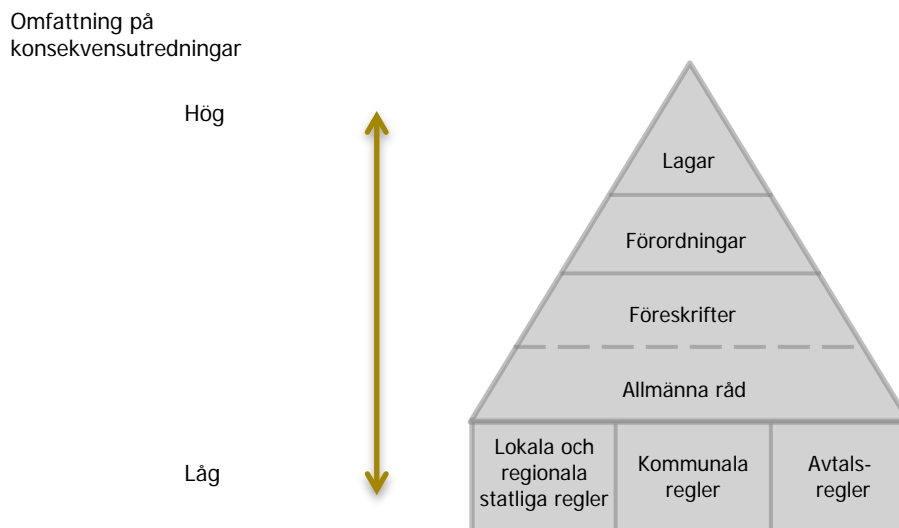 Omfattning på
konsekvensutredningar
Hög
Lagar
Förordningar
Föreskrifter
Allmänna råd
Låg
Lokala och
regionala
statliga regler
Kommunala
regler
Avtals-
regler